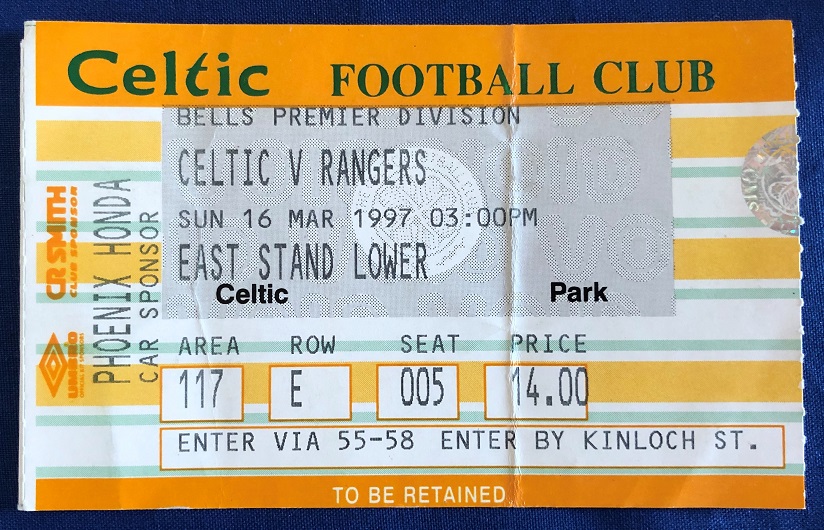 Celtic FOOTBALL CLUB
BELLS PREMIER DIVISION
CELTIC V RANGERS
SUN 16 MAR 1997 03:00PM
EAST STAND LOWER
Celtic Park
AREA ROW SEAT PRICE
117 E 005 14.00
ENTER VIA 55-58 ENTER BY KINLOCH ST.
TO BE RETAINED
CR SMITH
CLUB SPONSOR
PHOENIX HONDA
CAR SPONSOR
UMBRO